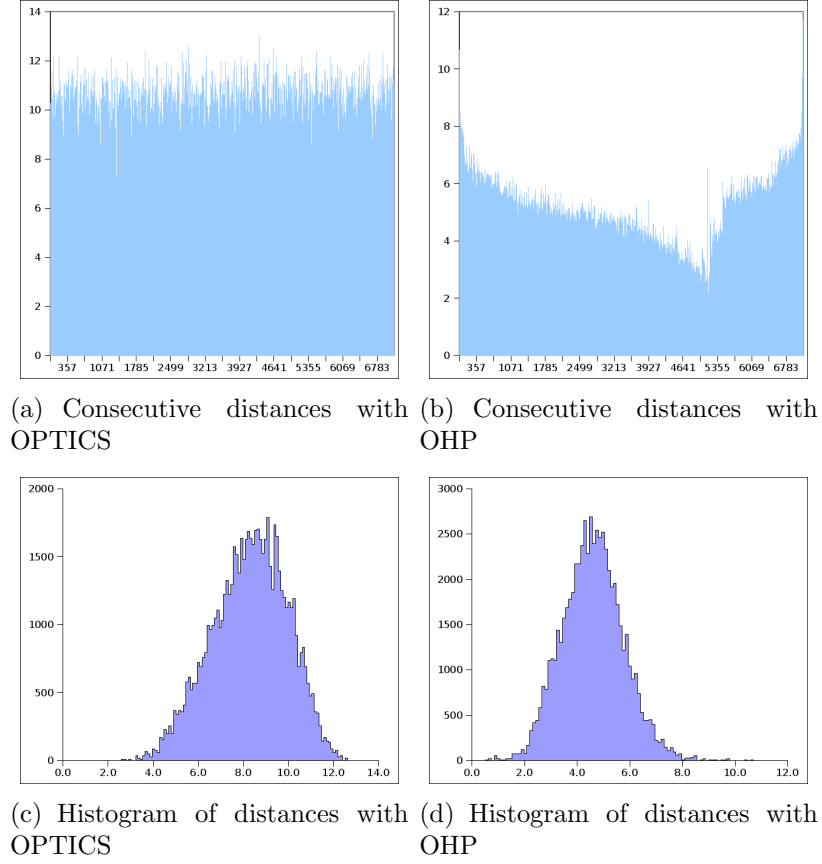 14
12
10
8
6
4
2
0
357 1071 1785 2499 3213 3927 4641 5355 6069 6783
12
10
8
6
4
2
0
357 1071 1785 2499 3213 3927 4641 5355 6069 6783
(a) Consecutive distances with
OPTICS
(b) Consecutive distances with
OHP
2000
1500
1000
500
0
0.0 2.0 4.0 6.0 8.0 10.0 12.0 14.0
3000
2500
2000
1500
1000
500
0
0.0 2.0 4.0 6.0 8.0 10.0 12.0
(c) Histogram of distances with
OPTICS
(d) Histogram of distances with
OHP